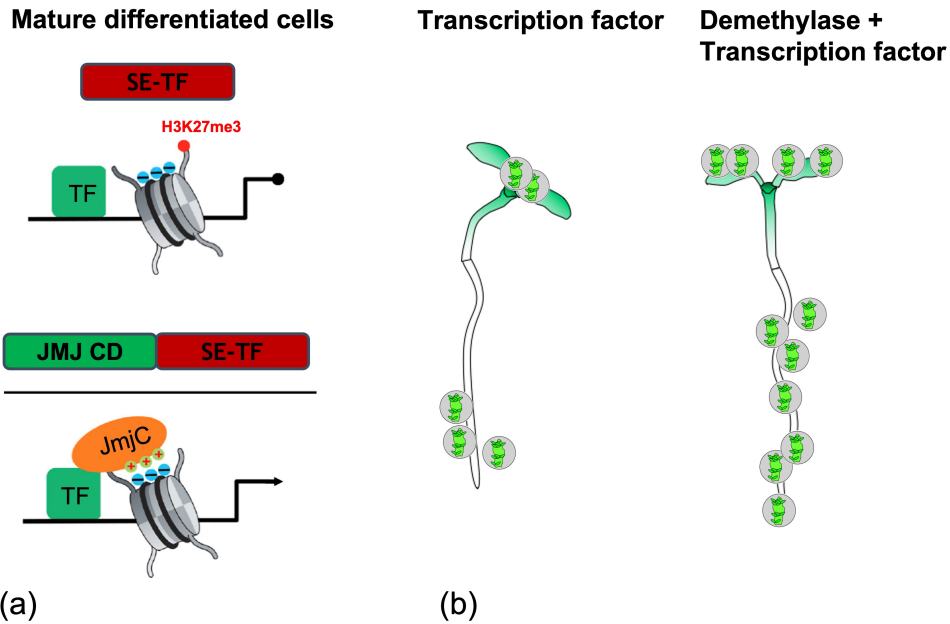 Mature differentiated cells
SE-TF
H3K27me3
TF
JMJ CD
SE-TF
JmjC
+ + +
TF
(a)
Transcription factor
Demethylase +
Transcription factor
(b)